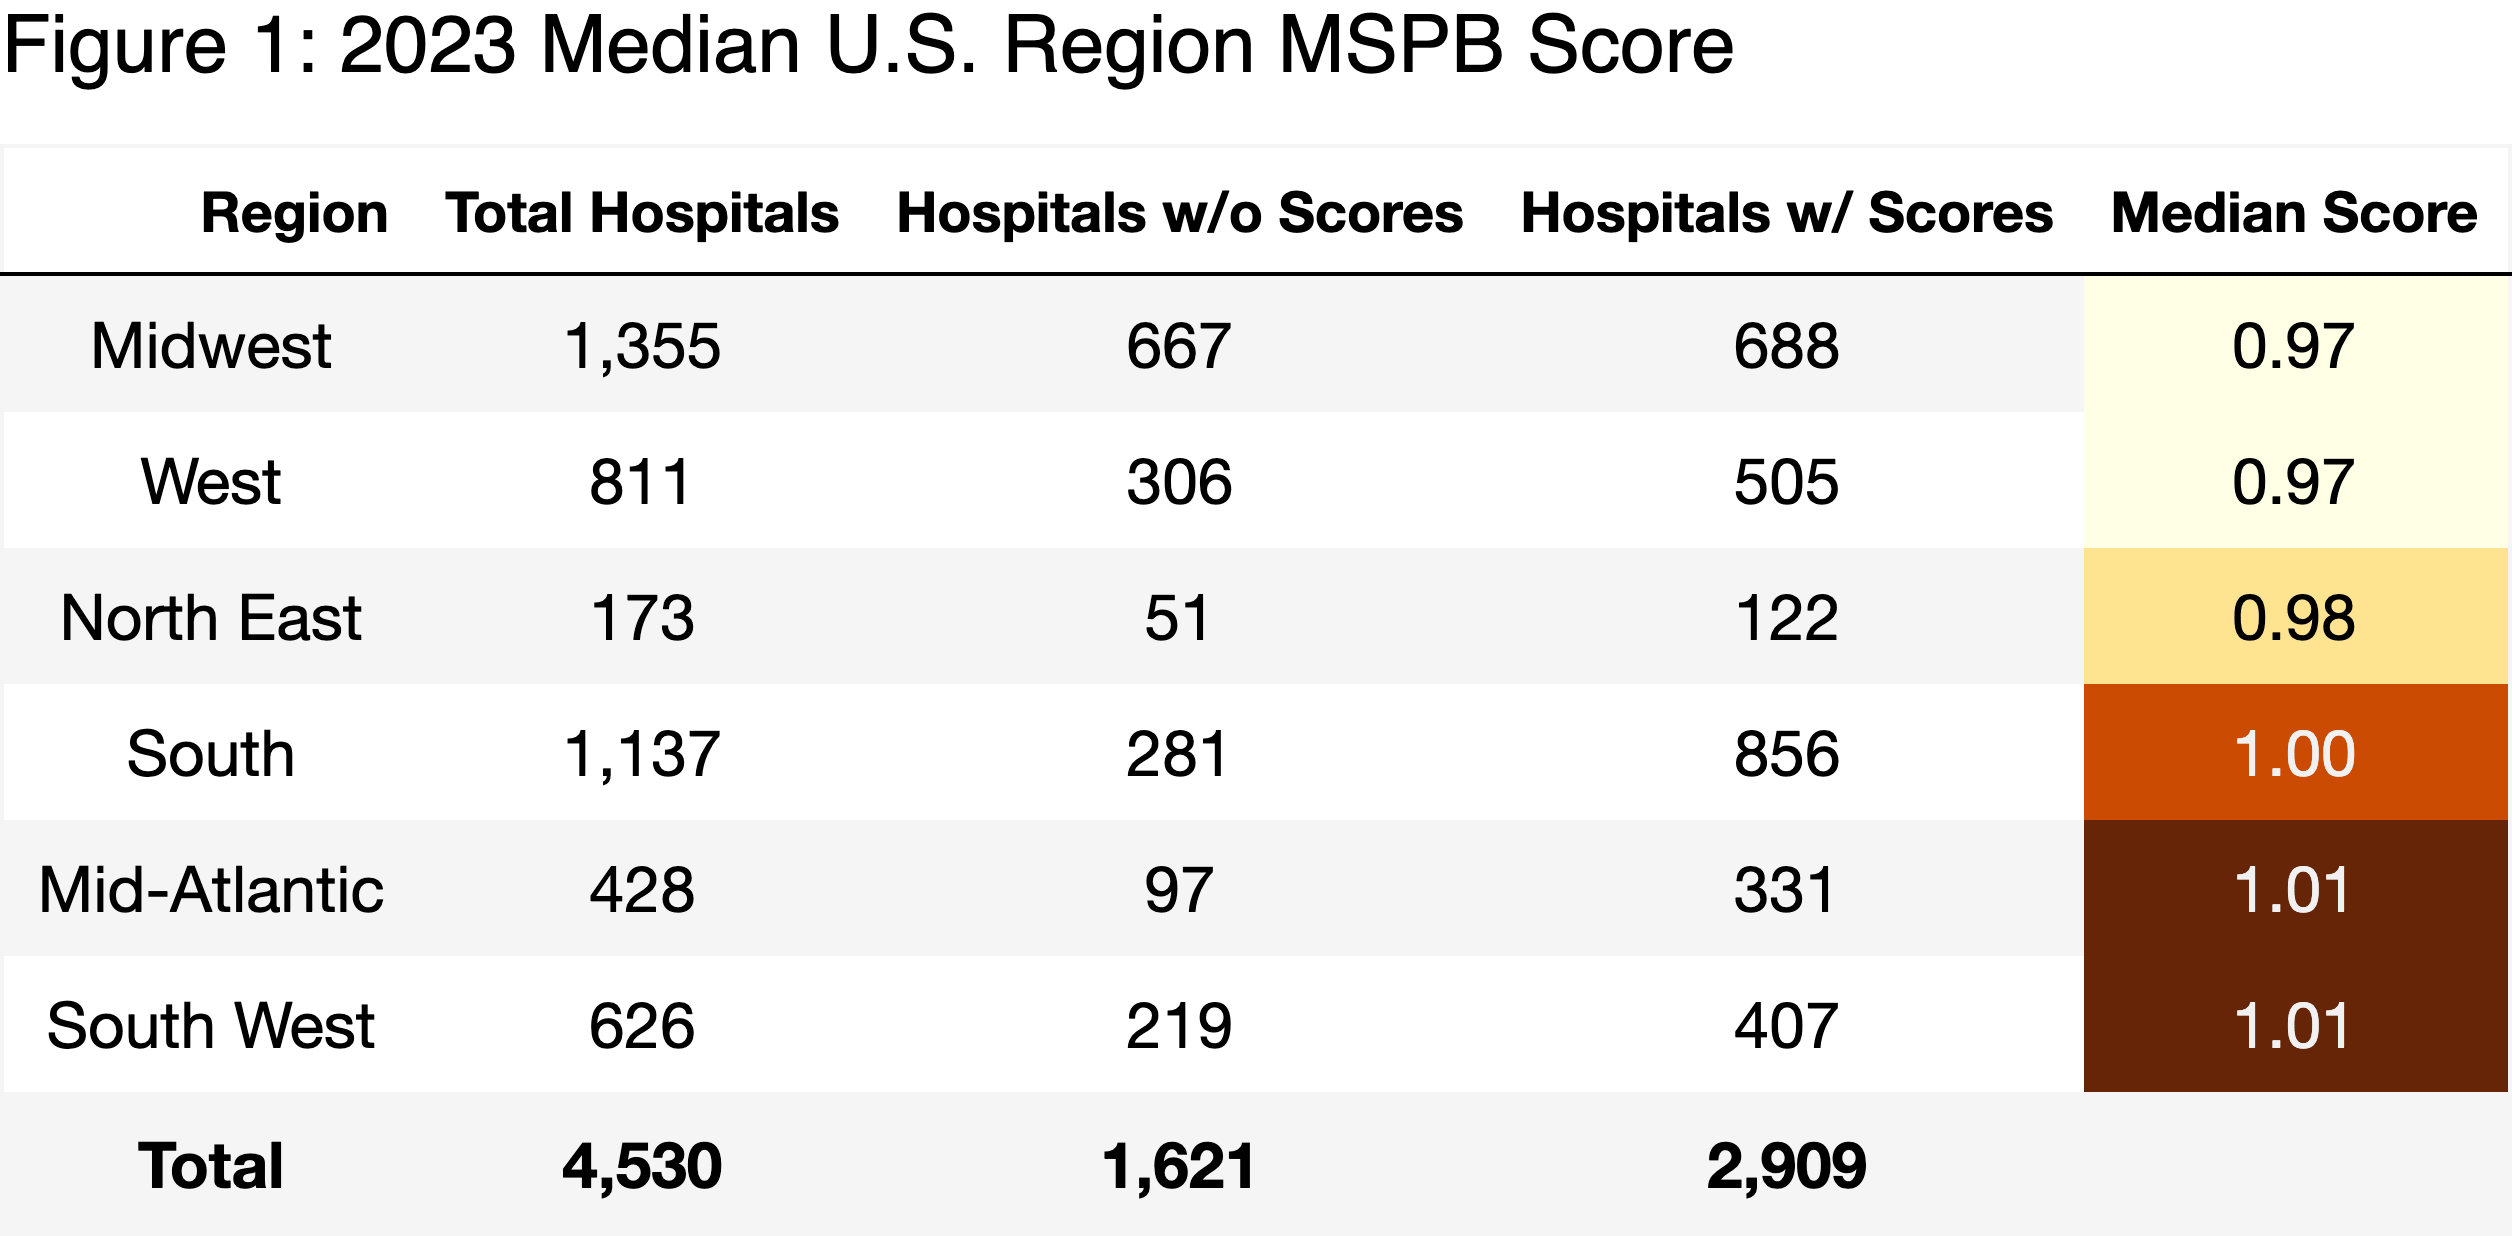 Figure 1: 2023 Median U.S. Region MSPB Score
Region Total Hospitals Hospitals w/o Scores Hospitals w/ Scores Median Score
Midwest 1,355 667 688 0.97
West 811 306 505 0.97
North East 173 51 122 0.98
South 1,137 281 856 1.00
Mid-Atlantic 428 97 331 1.01
South West 626 219 407 1.01
Total 4,530 1,621 2,909